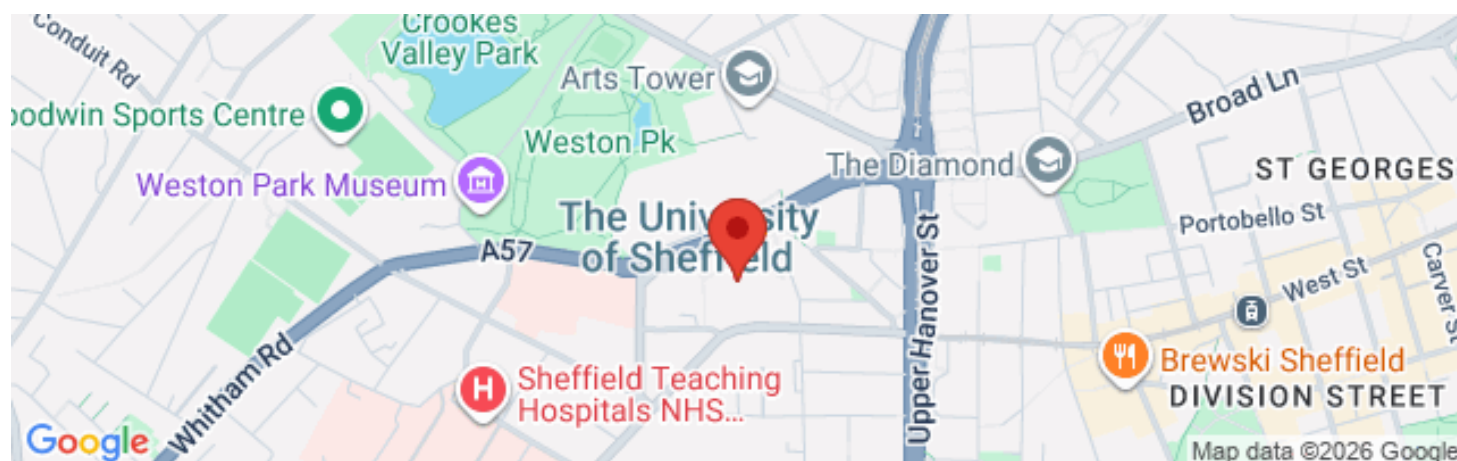 Crookes
Valley Park
Conduit Rd
Arts Tower
Broad Ln
oodwin Sports Centre
Weston Pk
The Diamond
ST GEORGES
Weston Park Museum
The University
of Sheffield
Portobello St
A57
West St
Carver St
Upper Hanover St
Whitham Rd
Brewski Sheffield
Sheffield Teaching
Hospitals NHS...
H
DIVISION STREET
Google
Map data ©2026 Google